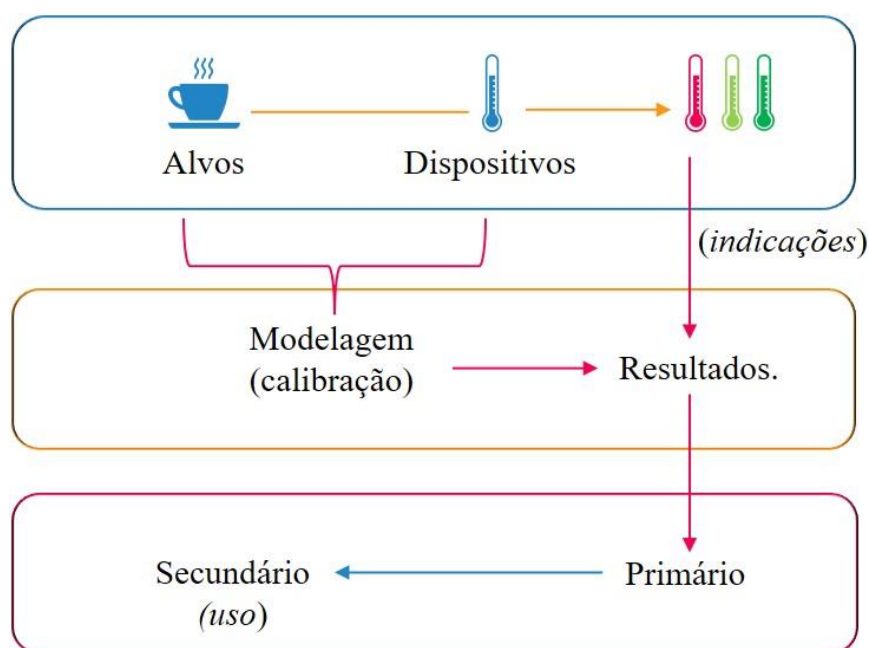 Alvos
Dispositivos
(indicações)
Modelagem
(calibração)
Resultados.
Secundário
(uso)
Primário